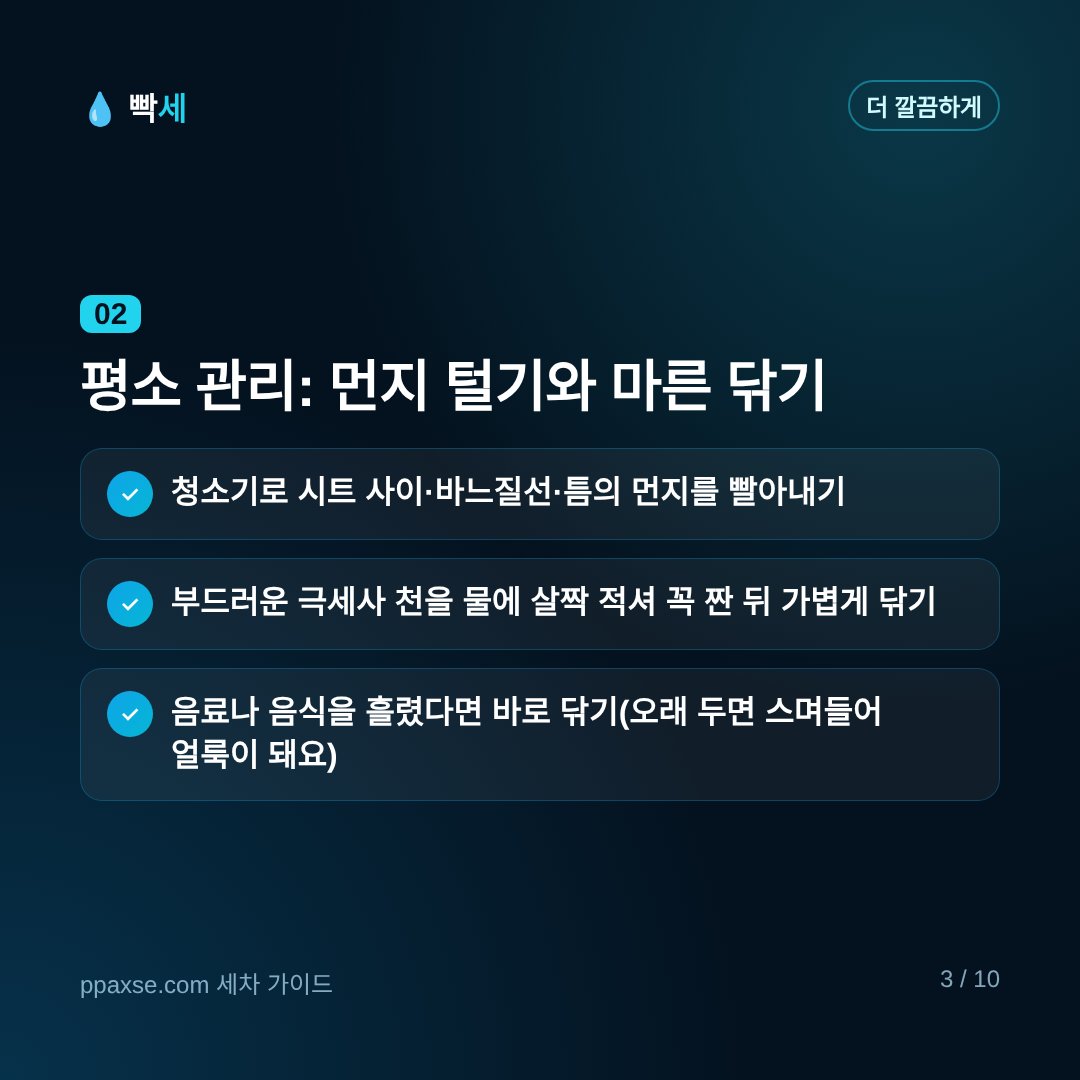 빡세
더 깔끔하게
02
평소 관리: 먼지 털기와 마른 닦기
청소기로 시트 사이·바느질선·틈의 먼지를 빨아내기
부드러운 극세사 천을 물에 살짝 적셔 꼭 짠 뒤 가볍게 닦기
음료나 음식을 흘렸다면 바로 닦기(오래 두면 스며들어
얼룩이 돼요)
ppaxse.com 세차 가이드
3 / 10